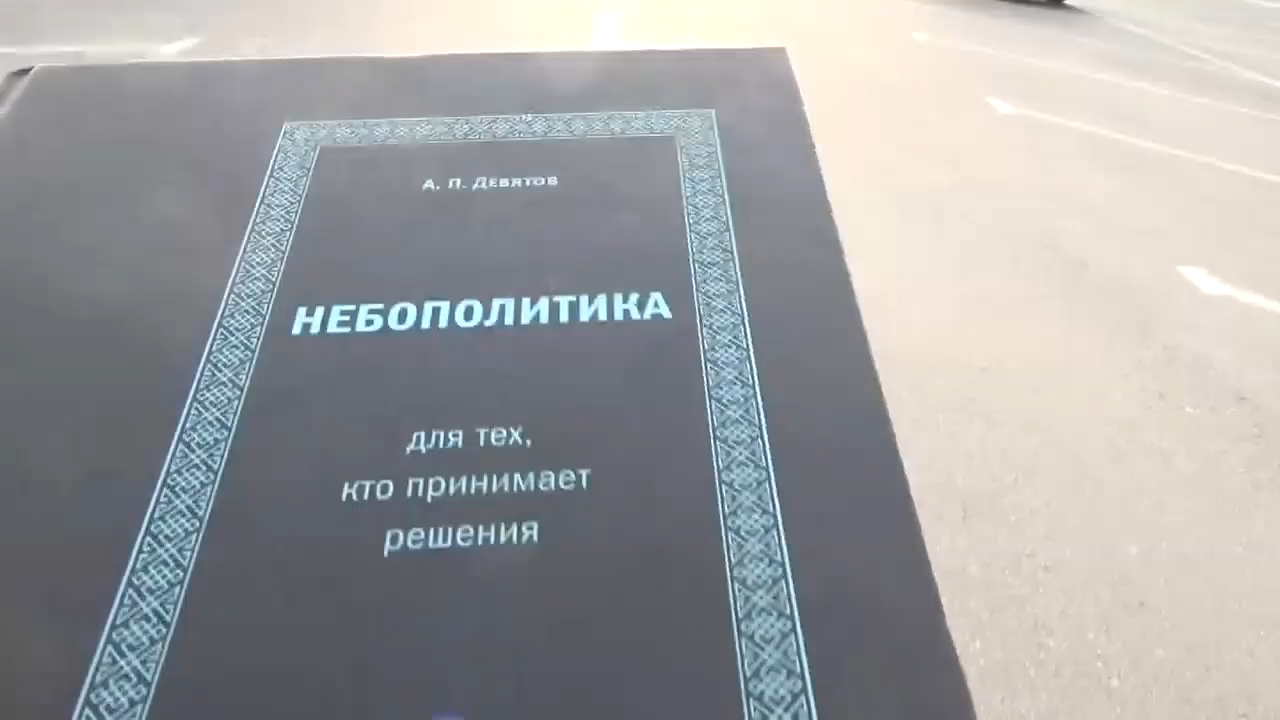 А. П. Девятов
НЕБОПОЛИТИКА
для тех,
кто принимает
решения